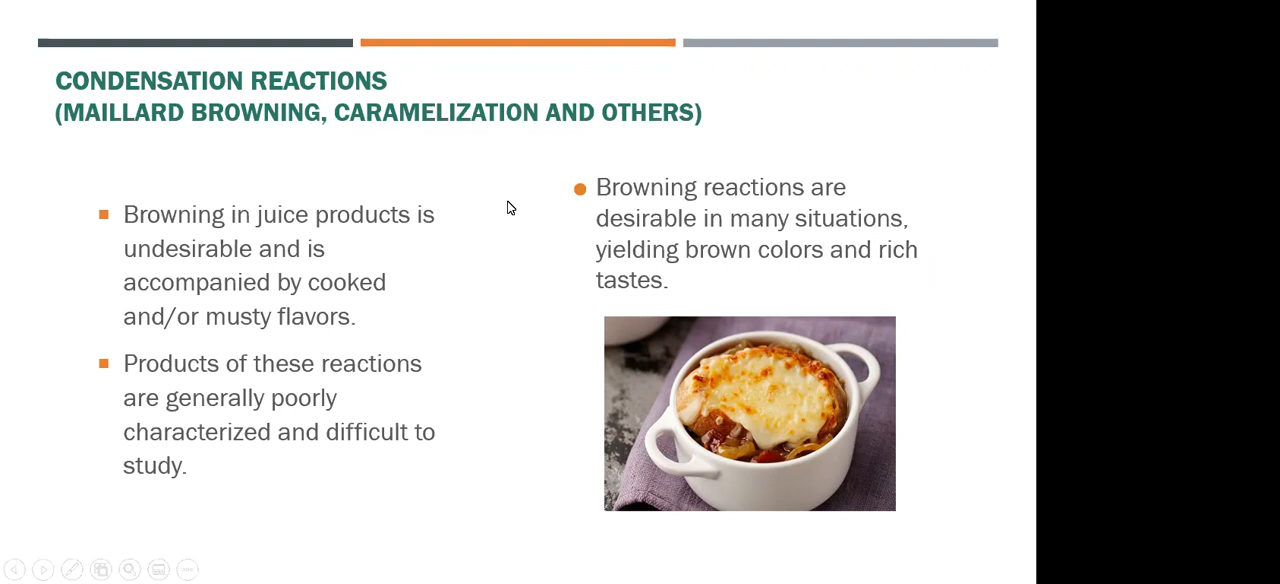 CONDENSATION REACTIONS
(MAILLARD BROWNING, CARAMELIZATION AND OTHERS)
Browning in juice products is
undesirable and is
accompanied by cooked
and/or musty flavors.
Products of these reactions
are generally poorly
characterized and difficult to
study.
Browning reactions are
desirable in many situations,
yielding brown colors and rich
tastes.